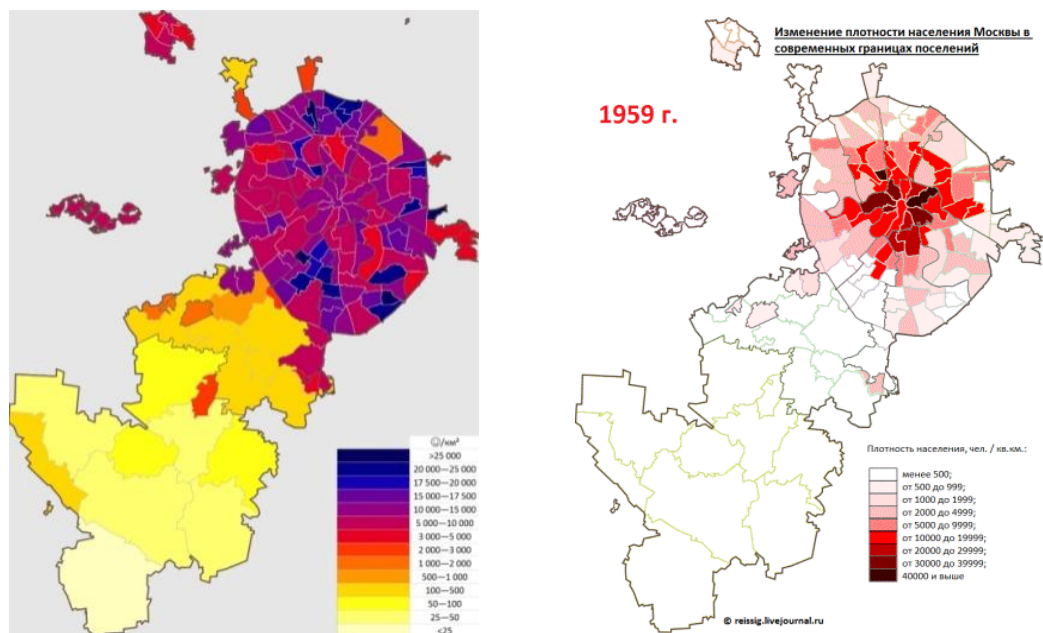 Изменение плотности населения Москвы в
современных границах поселений
1959 г.
☺/км²
>25 000
20 000—25 000
17 500—20 000
15 000—17 500
10 000—15 000
5 000—10 000
3 000—5 000
2 000—3 000
1 000—2 000
500—1 000
100—500
50—100
25—50
<25
Плотность населения, чел. / кв.км.:
менее 500;
от 500 до 999;
от 1000 до 1999;
от 2000 до 4999;
от 5000 до 9999;
от 10000 до 19999;
от 20000 до 29999;
от 30000 до 39999;
40000 и выше
© reissig.livejournal.ru